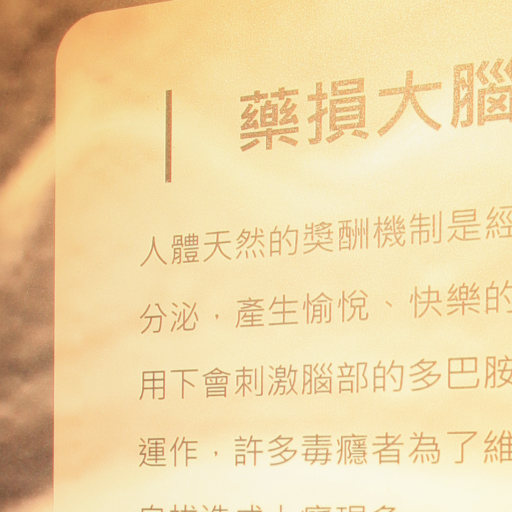 藥損大腦
人體天然的獎酬機制是經
分泌，產生愉悅、快樂的
用下會刺激腦部的多巴胺
運作，許多毒癮者為了維